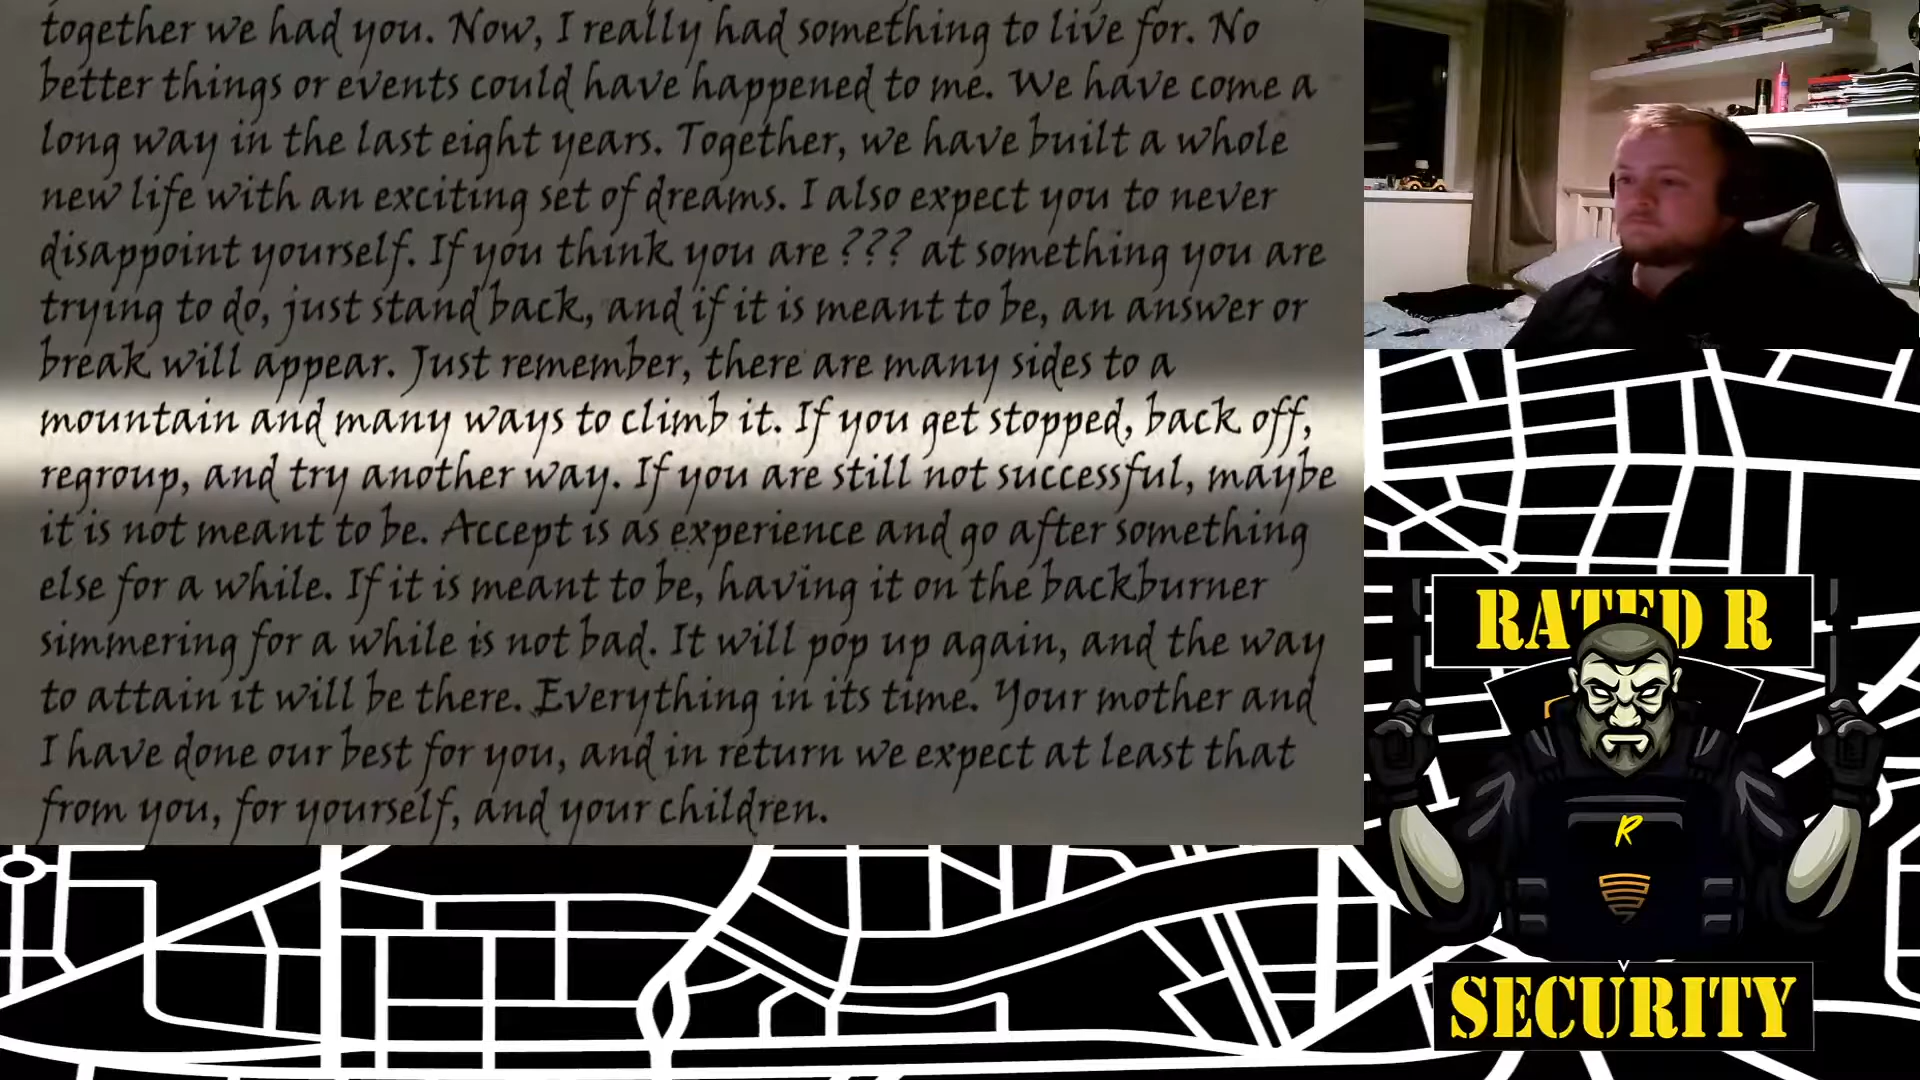 together we had you. Now, I really had something to live for. No
better things or events could have happened to me. We have come a
long way in the last eight years. Together, we have built a whole
new life with an exciting set of dreams. I also expect you to never
disappoint yourself. If you think you are ??? at something you are
trying to do, just stand back, and if it is meant to be, an answer or
break will appear. Just remember, there are many sides to a
mountain and many ways to climb it. If you get stopped, back off,
regroup, and try another way. If you are still not successful, maybe
it is not meant to be. Accept is as experience and go after something
else for a while. If it is meant to be, having it on the backburner
simmering for a while is not bad. It will pop up again, and the way
to attain it will be there. Everything in its time. Your mother and
I have done our best for you, and in return we expect at least that
from you, for yourself, and your children.
RATED R
R
SECURITY